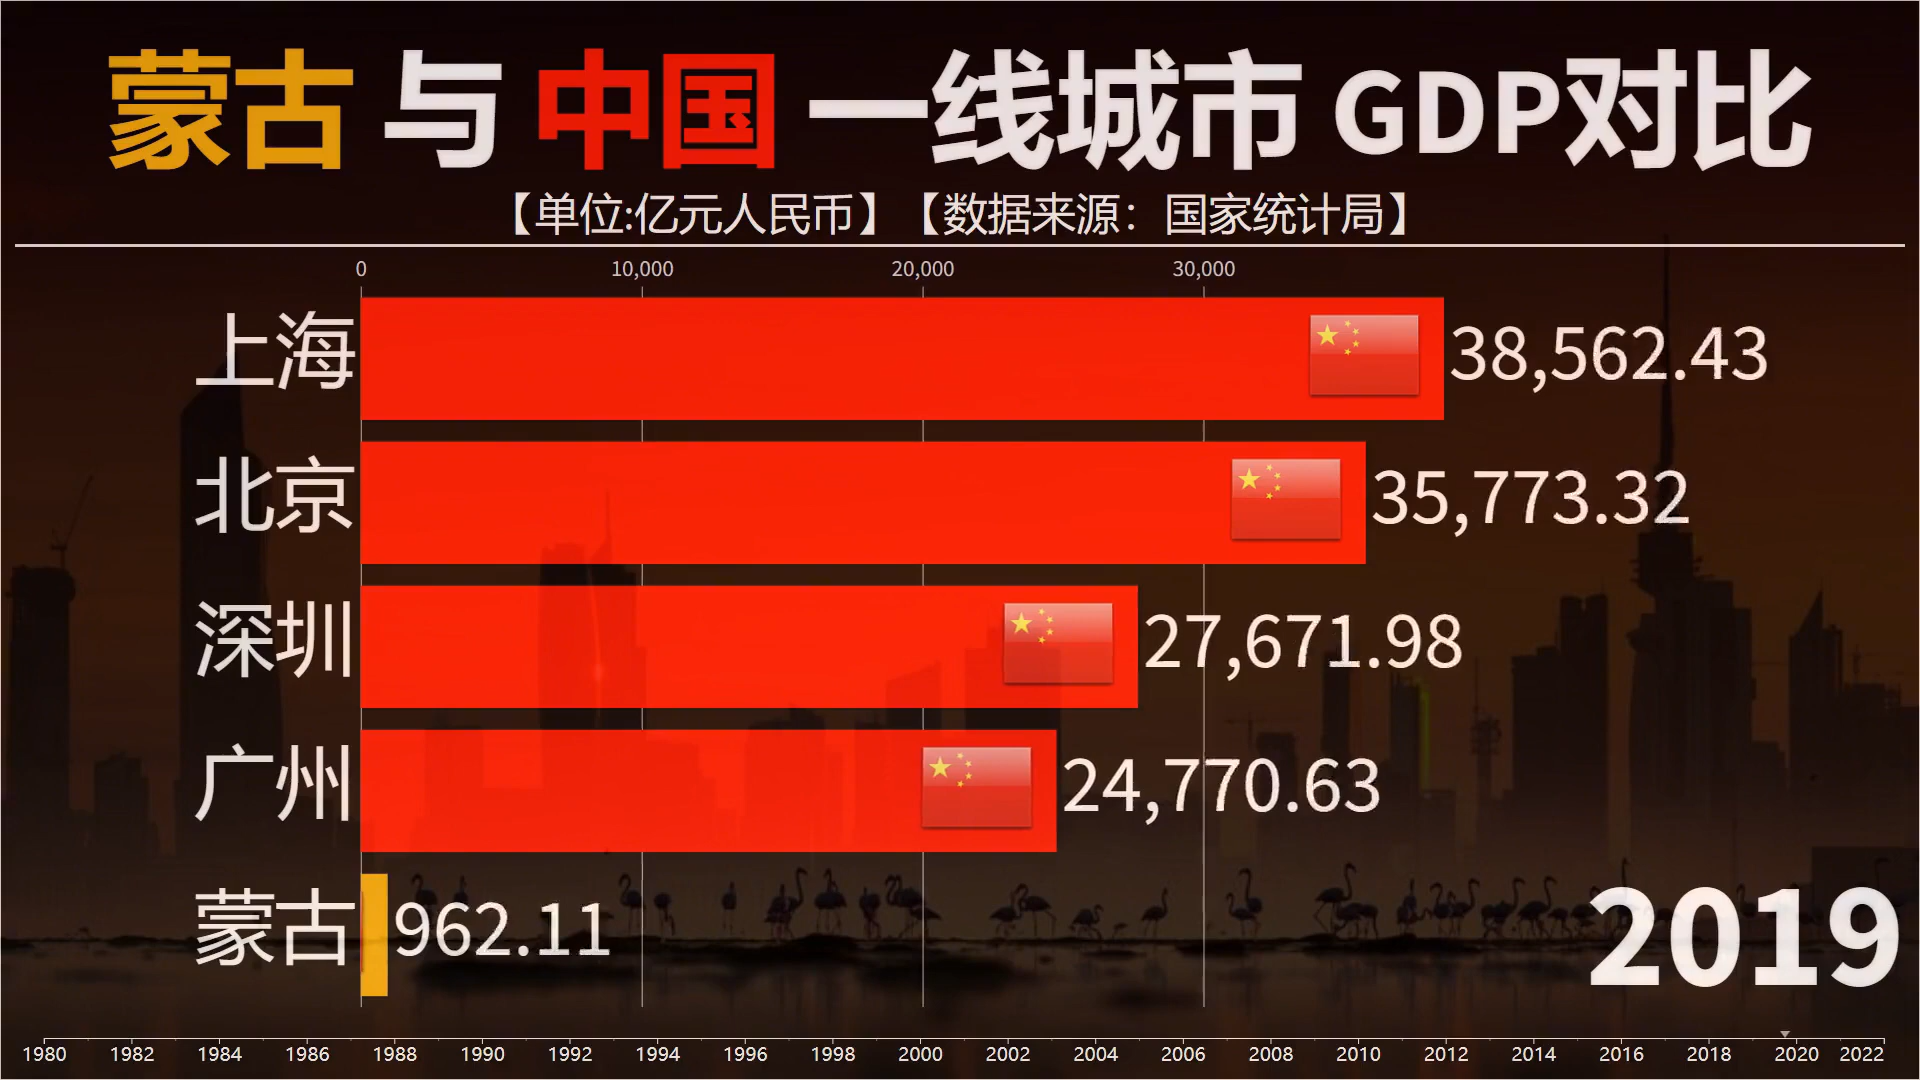 蒙古 与 中国 一线城市 GDP对比
【单位:亿元人民币】【数据来源：国家统计局】
0 10,000 20,000 30,000
上海 38,562.43
北京 35,773.32
深圳 27,671.98
广州 24,770.63
蒙古 962.11
2019
1980 1982 1984 1986 1988 1990 1992 1994 1996 1998 2000 2002 2004 2006 2008 2010 2012 2014 2016 2018 2020 2022